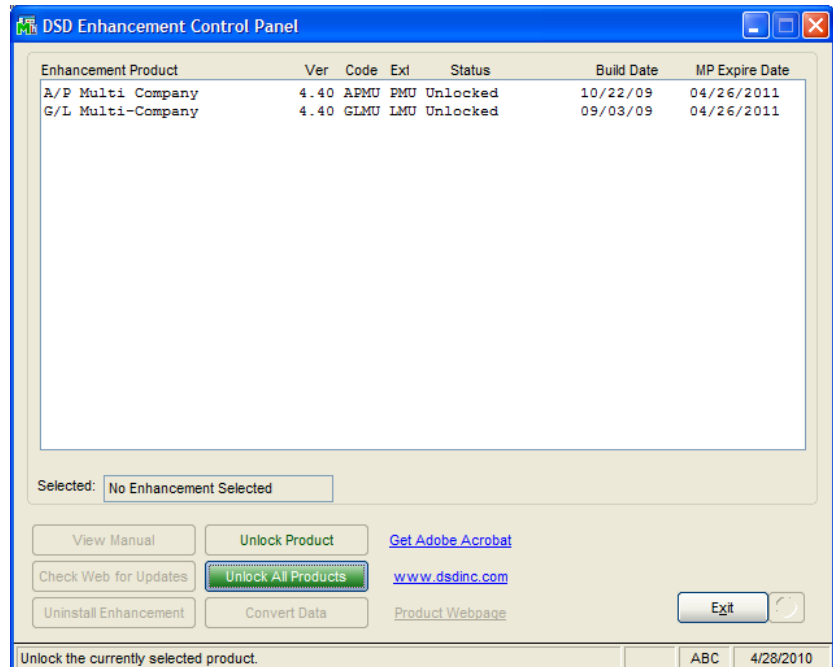 DSD Enhancement Control Panel
Enhancement Product Ver Code Ext Status Build Date MP Expire Date
A/P Multi Company 4.40 APMU PMU Unlocked 10/22/09 04/26/2011
G/L Multi-Company 4.40 GLMU LMU Unlocked 09/03/09 04/26/2011
Selected: No Enhancement Selected
View Manual Unlock Product Get Adobe Acrobat
Check Web for Updates Unlock All Products www.dsdinc.com
Uninstall Enhancement Convert Data Product Webpage Exit
Unlock the currently selected product. ABC 4/28/2010